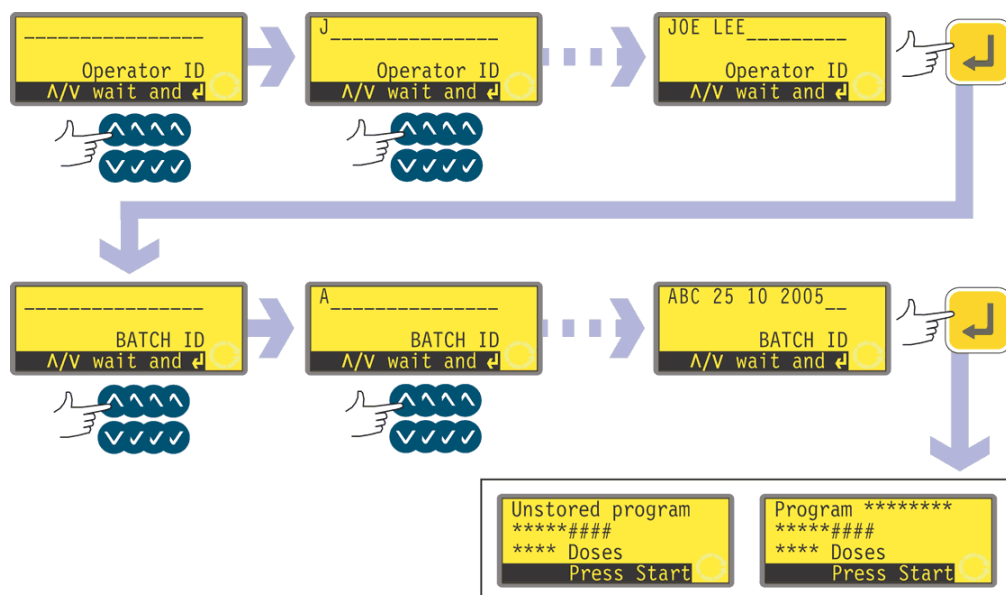 ________________
Operator ID
Λ/V wait and ↵
J_______________
Operator ID
Λ/V wait and ↵
JOE LEE_________
Operator ID
Λ/V wait and ↵
________________
BATCH ID
Λ/V wait and ↵
A_______________
BATCH ID
Λ/V wait and ↵
ABC 25 10 2005__
BATCH ID
Λ/V wait and ↵
Unstored program
*****####
**** Doses
Press Start
Program ********
*****####
**** Doses
Press Start